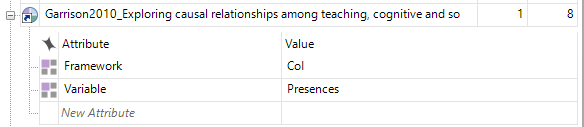 Garrison2010_Exploring causal relationships among teaching, cognitive and so 1 8
Attribute Value
Framework CoI
Variable Presences
New Attribute